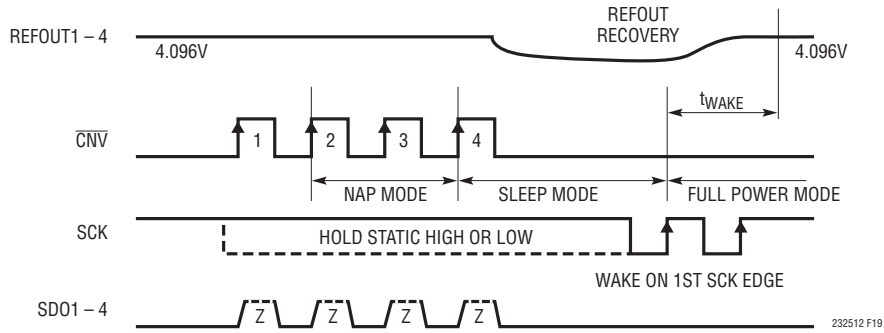 REFOUT
RECOVERY
REFOUT1 – 4
4.096V
4.096V
tWAKE
CNV
1
2
3
4
NAP MODE
SLEEP MODE
FULL POWER MODE
SCK
HOLD STATIC HIGH OR LOW
WAKE ON 1ST SCK EDGE
SDO1 – 4
Z
Z
Z
Z
232512 F19